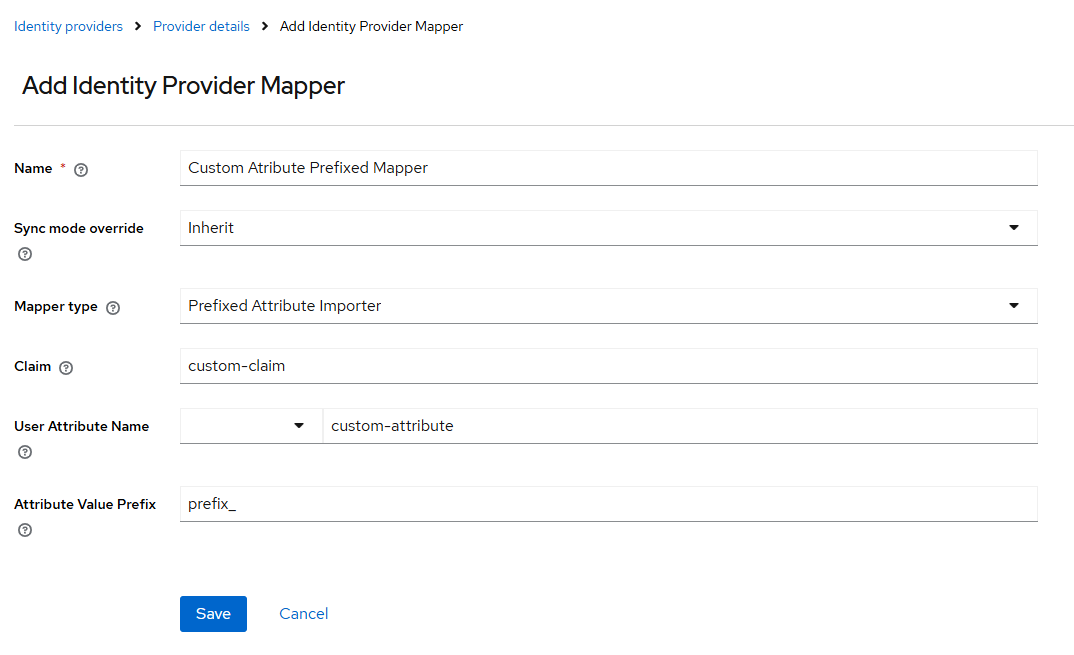 Identity providers > Provider details > Add Identity Provider Mapper
Add Identity Provider Mapper
Name * Custom Atribute Prefixed Mapper
Sync mode override Inherit
Mapper type Prefixed Attribute Importer
Claim custom-claim
User Attribute Name custom-attribute
Attribute Value Prefix prefix_
Save Cancel